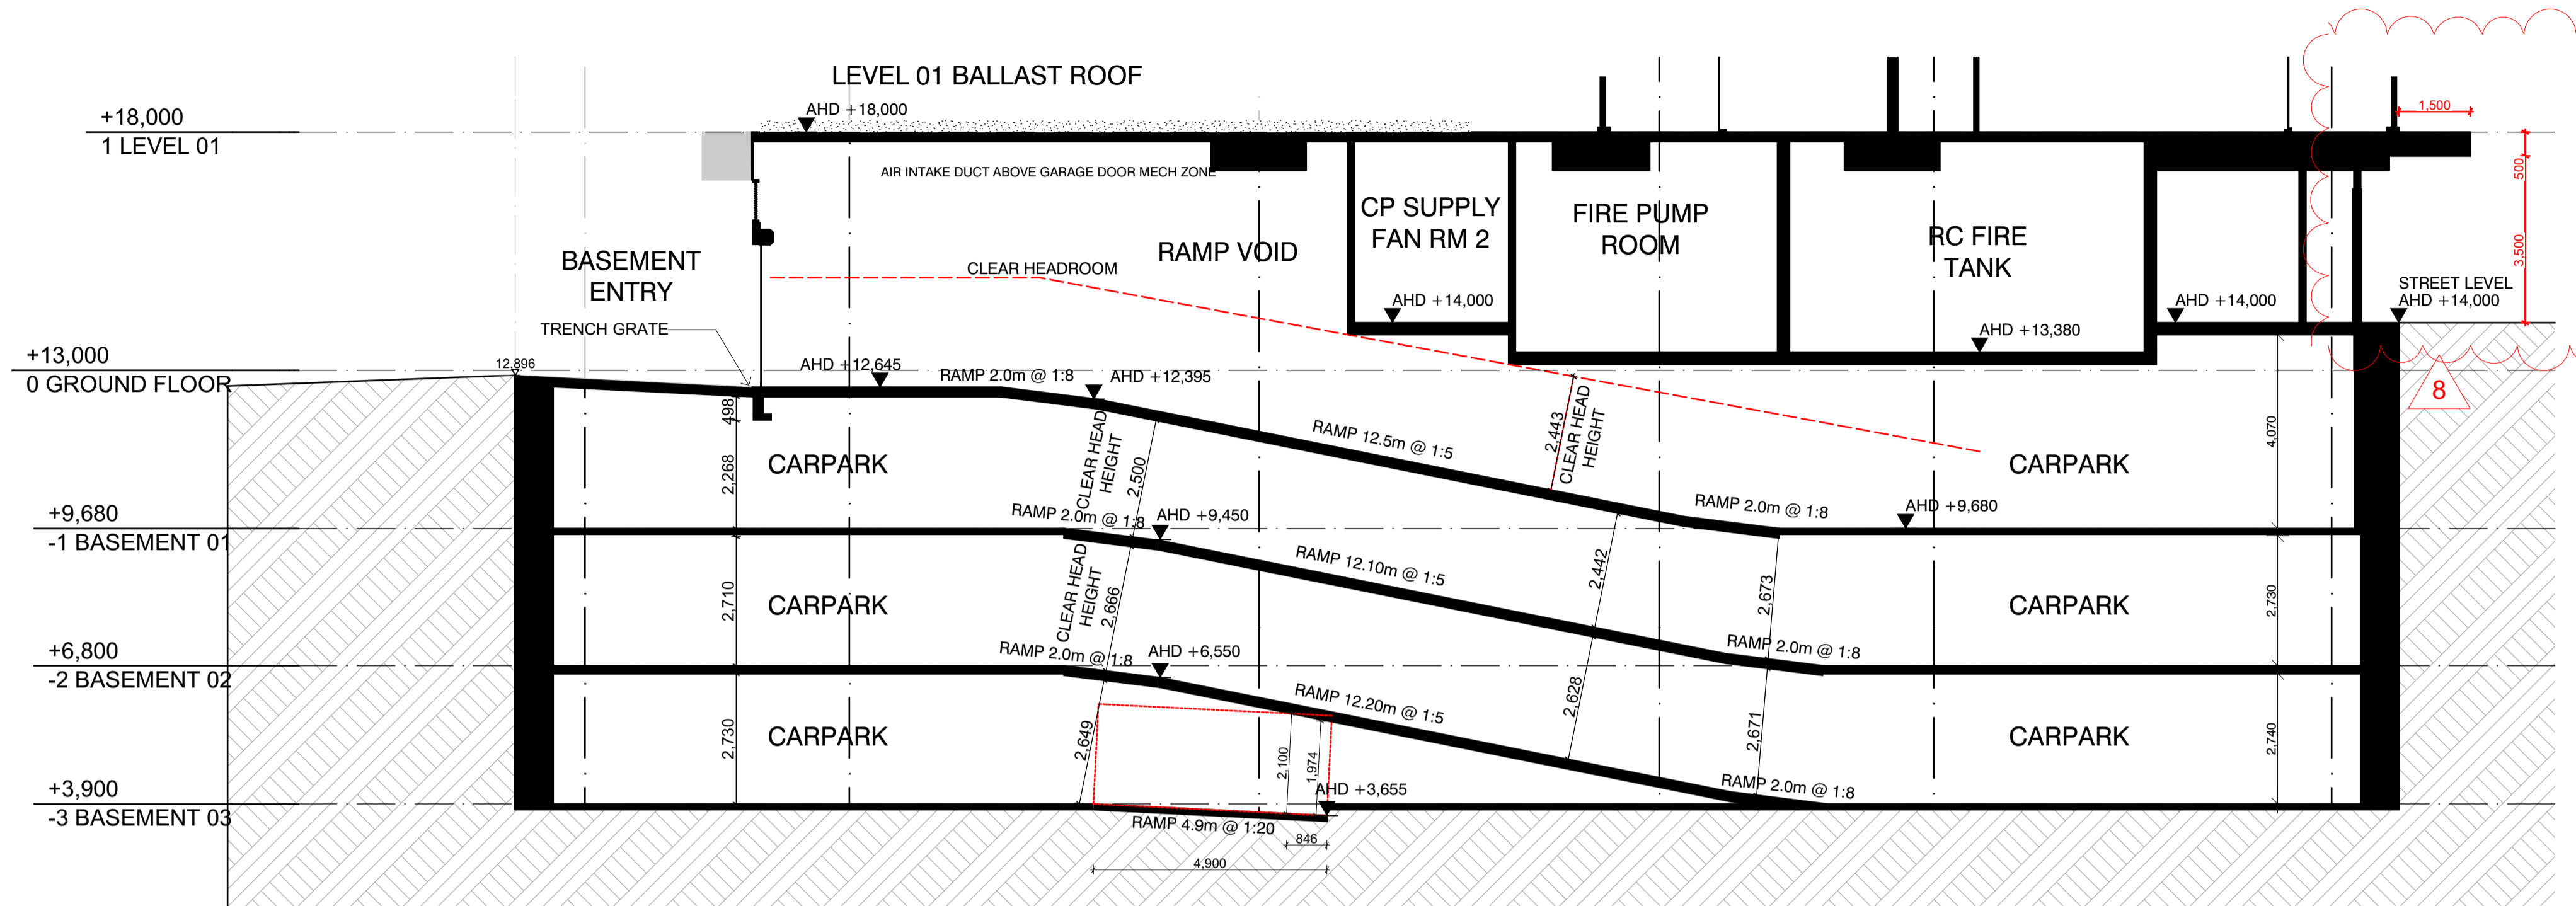 LEVEL 01 BALLAST ROOF
AHD +18,000
+18,000
1 LEVEL 01
1,500
AIR INTAKE DUCT ABOVE GARAGE DOOR MECH ZONE
500
3,500
CP SUPPLY
FAN RM 2
FIRE PUMP
ROOM
RC FIRE
TANK
RAMP VOID
BASEMENT
ENTRY
CLEAR HEADROOM
STREET LEVEL
AHD +14,000
AHD +14,000
AHD +14,000
TRENCH GRATE
AHD +13,380
+13,000
0 GROUND FLOOR
12,896
AHD +12,645
RAMP 2.0m @ 1:8
AHD +12,395
8
498
2,268
CARPARK
CLEAR HEAD
HEIGHT
2,500
RAMP 12.5m @ 1:5
2,443
CLEAR HEAD
HEIGHT
CARPARK
4,070
+9,680
-1 BASEMENT 01
RAMP 2.0m @ 1:8
AHD +9,450
RAMP 2.0m @ 1:8
AHD +9,680
2,710
CARPARK
CLEAR HEAD
HEIGHT
2,666
RAMP 12.10m @ 1:5
2,442
2,673
CARPARK
2,730
+6,800
-2 BASEMENT 02
RAMP 2.0m @ 1:8
AHD +6,550
RAMP 2.0m @ 1:8
2,730
CARPARK
2,649
RAMP 12.20m @ 1:5
2,100
1,974
2,628
2,671
CARPARK
2,740
+3,900
-3 BASEMENT 03
AHD +3,655
RAMP 2.0m @ 1:8
RAMP 4.9m @ 1:20
846
4,900